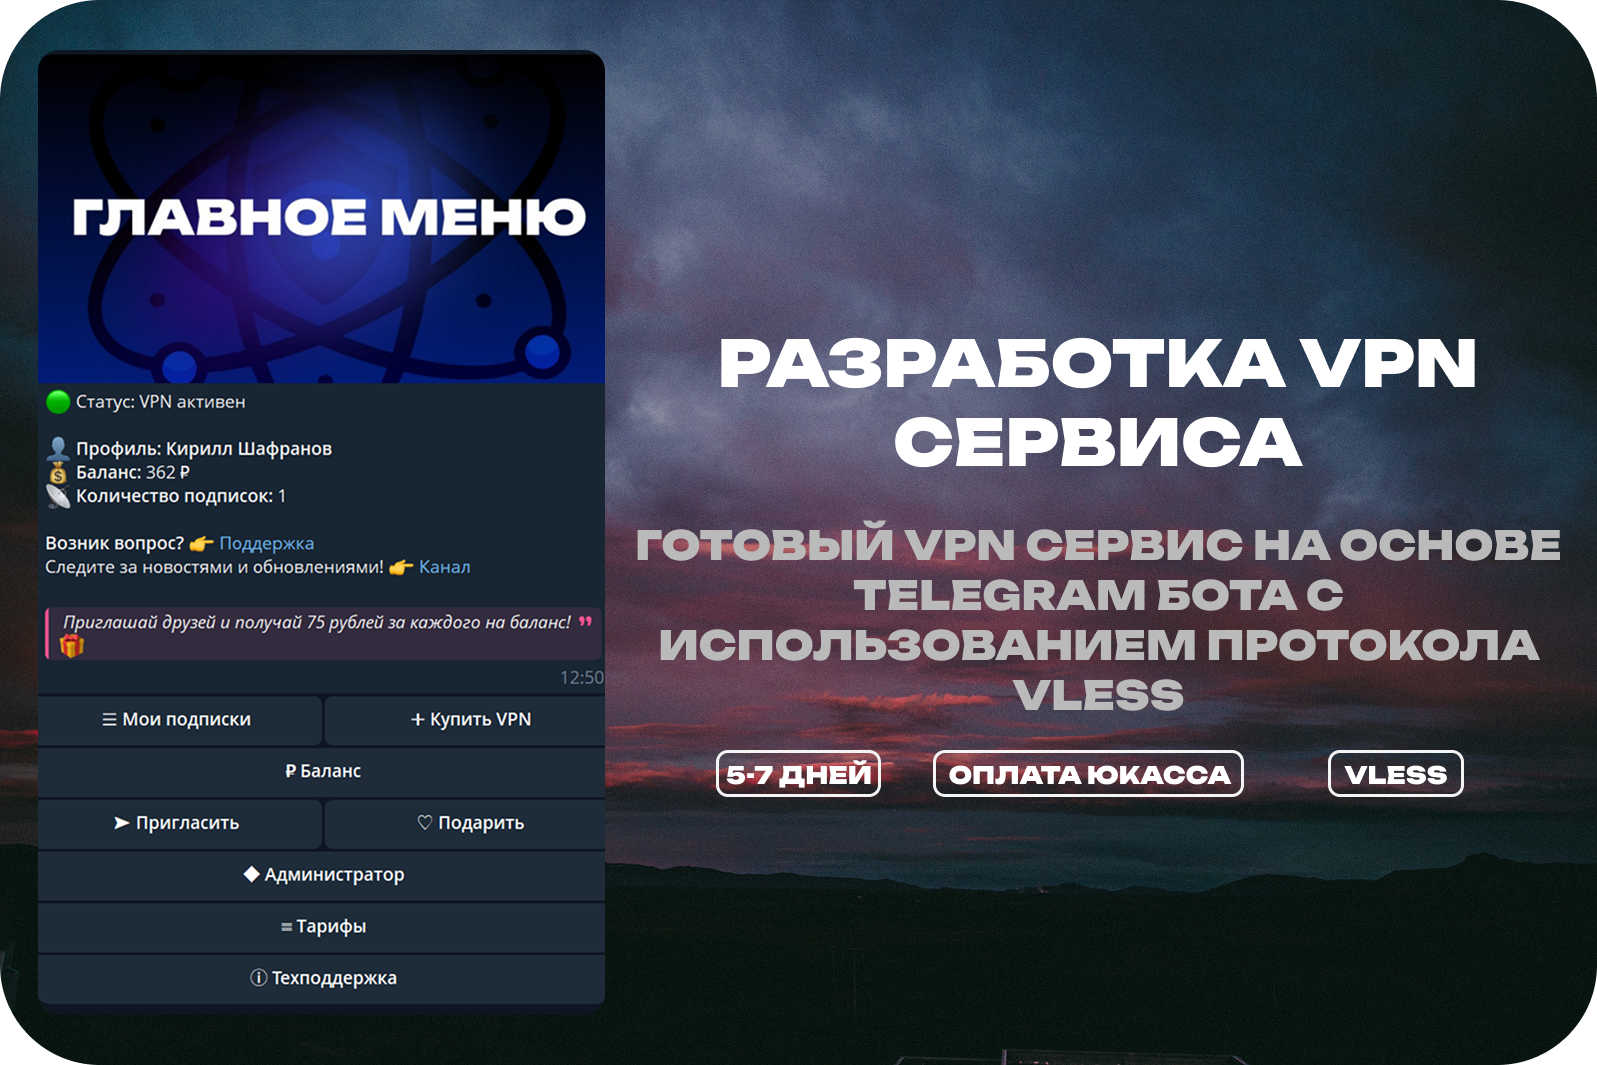 ГЛАВНОЕ МЕНЮ
🟢 Статус: VPN активен
👤 Профиль: Кирилл Шафранов
💰 Баланс: 362 ₽
📡 Количество подписок: 1
Возник вопрос? 👉 Поддержка
Следите за новостями и обновлениями! 👉 Канал
Приглашай друзей и получай 75 рублей за каждого на баланс!
🎁
12:50
☰ Мои подписки
+ Купить VPN
₽ Баланс
➤ Пригласить
♡ Подарить
◆ Администратор
= Тарифы
ⓘ Техподдержка
РАЗРАБОТКА VPN
СЕРВИСА
ГОТОВЫЙ VPN СЕРВИС НА ОСНОВЕ
TELEGRAM БОТА С
ИСПОЛЬЗОВАНИЕМ ПРОТОКОЛА
VLESS
5-7 ДНЕЙ
ОПЛАТА ЮКАССА
VLESS